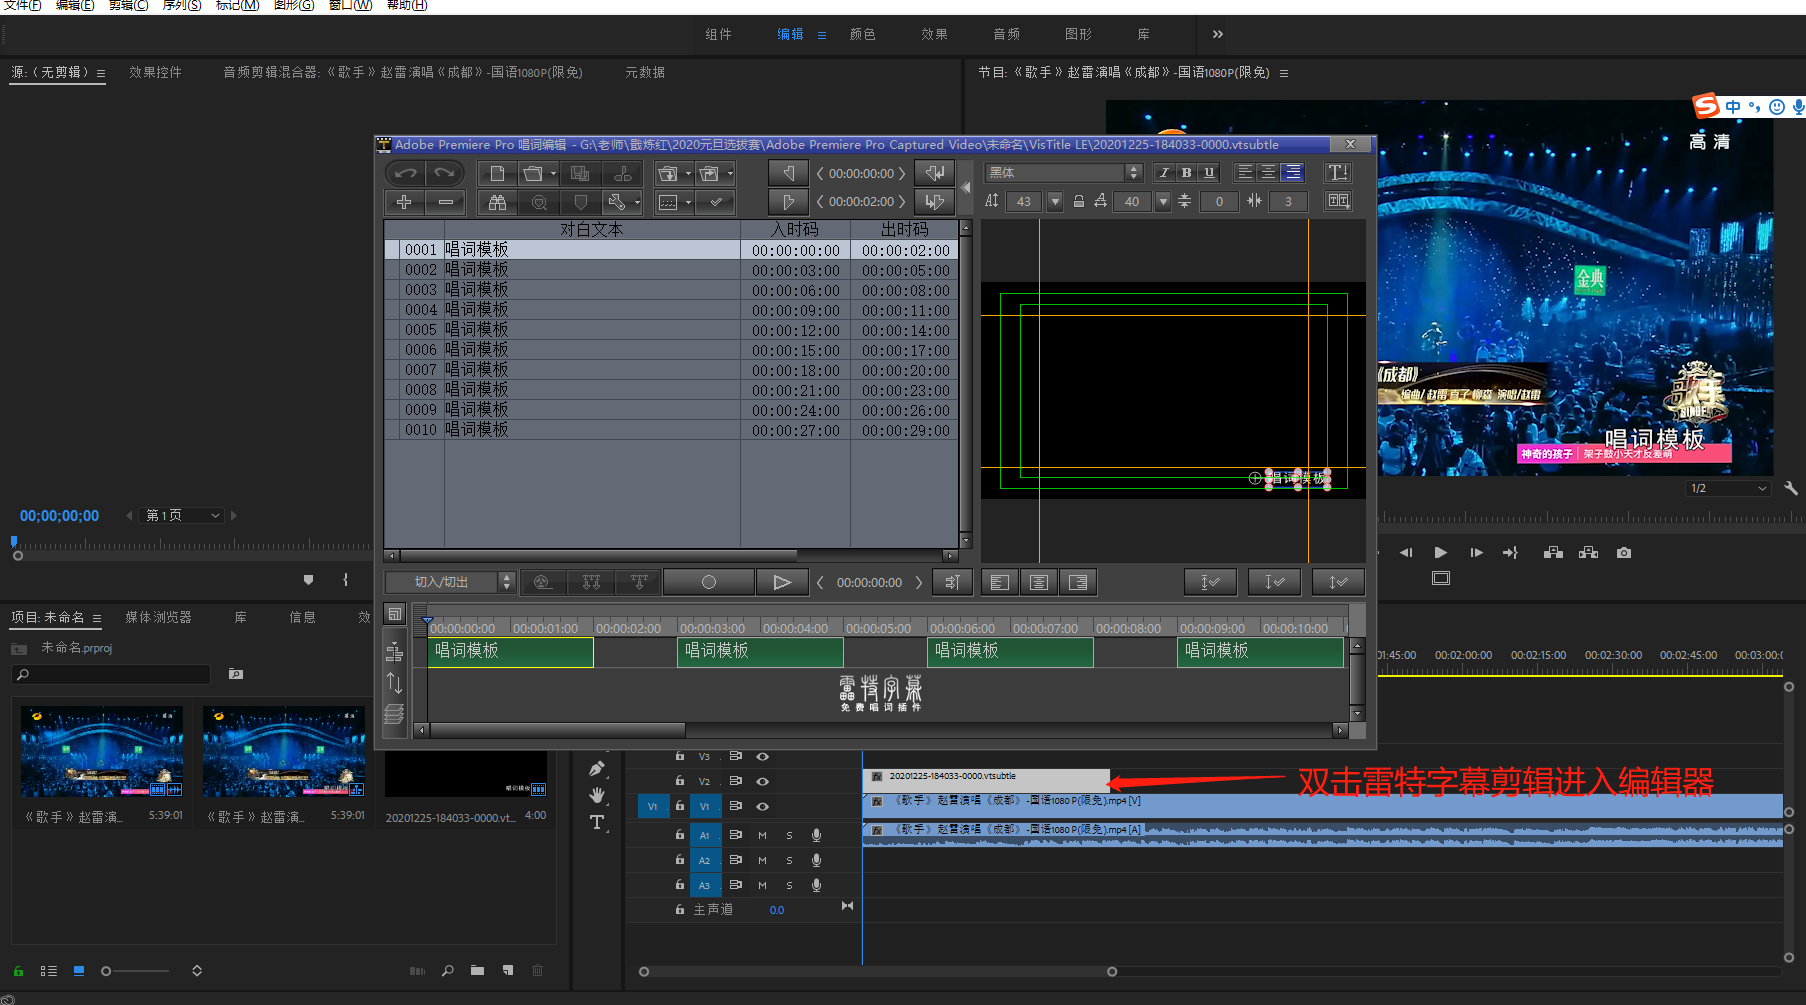 文件(F) 编辑(E) 剪辑(C) 序列(S) 标记(M) 图形(G) 窗口(W) 帮助(H)
组件 编辑 颜色 效果 音频 图形 库
源:（无剪辑） 效果控件 音频剪辑混合器:《歌手》赵雷演唱《成都》-国语1080P(限免) 元数据
节目:《歌手》赵雷演唱《成都》-国语1080P(限免)
中
高清
Adobe Premiere Pro 唱词编辑 - G:\老师\戬炼红\2020元旦选拔赛\Adobe Premiere Pro Captured Video\未命名\VisTitle LE\20201225-184033-0000.vtsubtle
00:00:00:00
黑体
I B U
00:00:02:00
43 40 0 3
对白文本 入时码 出时码
0001 唱词模板 00:00:00:00 00:00:02:00
0002 唱词模板 00:00:03:00 00:00:05:00
0003 唱词模板 00:00:06:00 00:00:08:00
0004 唱词模板 00:00:09:00 00:00:11:00
0005 唱词模板 00:00:12:00 00:00:14:00
0006 唱词模板 00:00:15:00 00:00:17:00
0007 唱词模板 00:00:18:00 00:00:20:00
0008 唱词模板 00:00:21:00 00:00:23:00
0009 唱词模板 00:00:24:00 00:00:26:00
0010 唱词模板 00:00:27:00 00:00:29:00
唱词模板
金典
《成都》
编曲/赵雷 喜子 柳森 演唱/赵雷
歌手
SINGER
唱词模板
神奇的孩子 架子鼓小天才反差萌
1/2
00;00;00;00 第1页
切入/切出 00:00:00:00
00:00:00:00 00:00:01:00 00:00:02:00 00:00:03:00 00:00:04:00 00:00:05:00 00:00:06:00 00:00:07:00 00:00:08:00 00:00:09:00 00:00:10:00
唱词模板 唱词模板 唱词模板 唱词模板
雷特字幕
免费唱词插件
项目: 未命名 媒体浏览器 库 信息 效
未命名.prproj
《歌手》赵雷演... 5:39:01
《歌手》赵雷演... 5:39:01
20201225-184033-0000.vt... 4:00
01:45:00 00:02:00:00 00:02:15:00 00:02:30:00 00:02:45:00 00:03:00:0
V3
V2 fx 20201225-184033-0000.vtsubtle
双击雷特字幕剪辑进入编辑器
V1 V1 fx 《歌手》赵雷演唱《成都》-国语1080P(限免).mp4 [V]
A1 M S fx 《歌手》赵雷演唱《成都》-国语1080P(限免).mp4 [A]
A2 M S
A3 M S
主声道 0.0